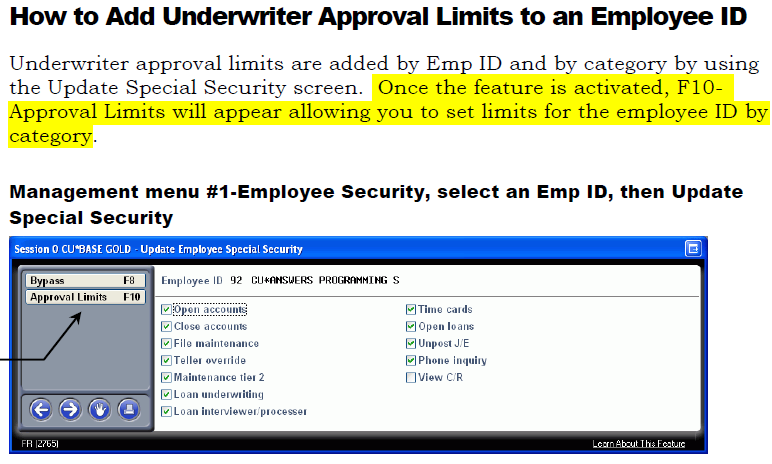 How to Add Underwriter Approval Limits to an Employee ID
Underwriter approval limits are added by Emp ID and by category by using
the Update Special Security screen. Once the feature is activated, F10-
Approval Limits will appear allowing you to set limits for the employee ID by
category.
Management menu #1-Employee Security, select an Emp ID, then Update
Special Security
Session 0 CU*BASE GOLD - Update Employee Special Security
Bypass F8
Approval Limits F10
Employee ID 92 CU*ANSWERS PROGRAMMING S
Open accounts
Close accounts
File maintenance
Teller override
Maintenance tier 2
Loan underwriting
Loan interviewer/processer
Time cards
Open loans
Unpost J/E
Phone inquiry
View C/R
FR (2765)
Learn About This Feature